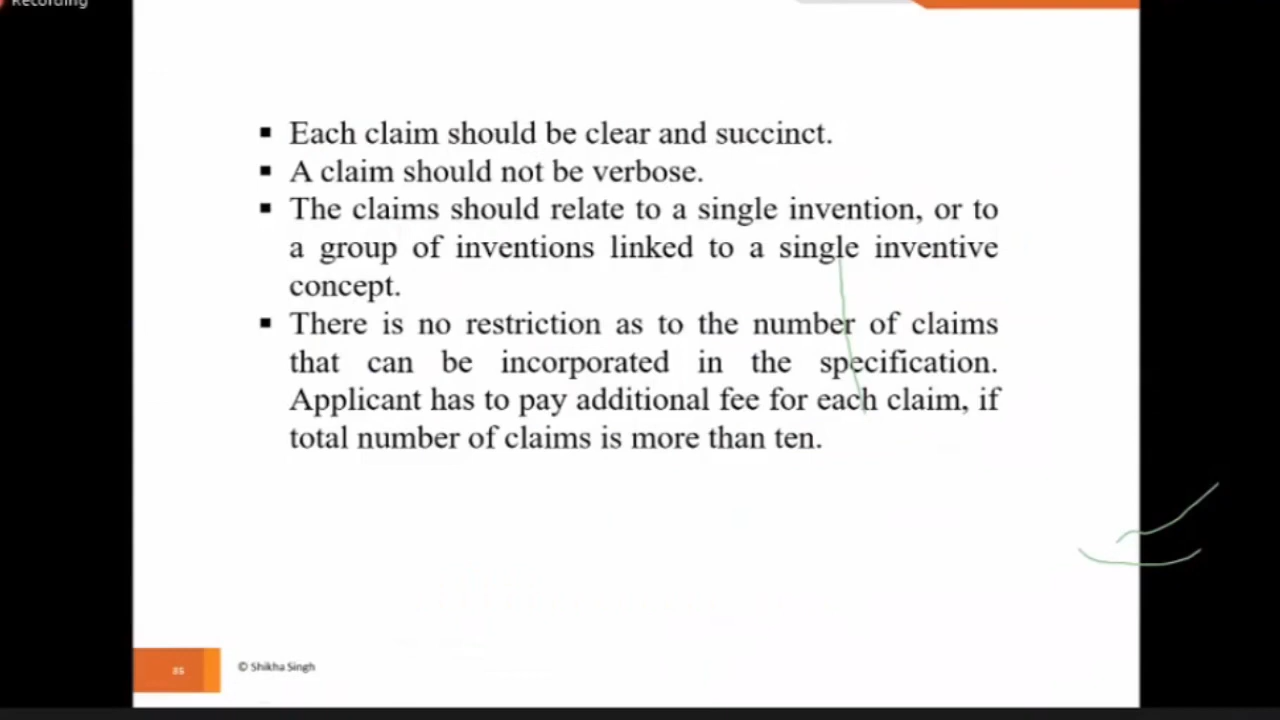 Recording
▪ Each claim should be clear and succinct.
▪ A claim should not be verbose.
▪ The claims should relate to a single invention, or to
a group of inventions linked to a single inventive
concept.
▪ There is no restriction as to the number of claims
that can be incorporated in the specification.
Applicant has to pay additional fee for each claim, if
total number of claims is more than ten.
35
© Shikha Singh